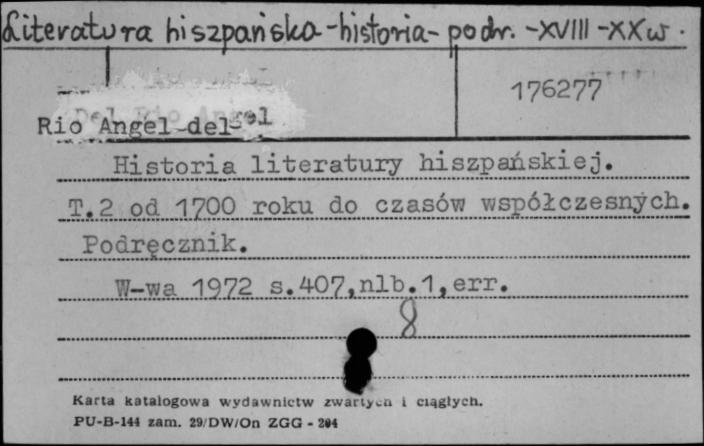 Literatura hiszpańska-historia-podr.-XVIII-XXw.
176277
Rio Angel del
Historia literatury hiszpańskiej.
T.2 od 1700 roku do czasów współczesnych.
Podręcznik.
W-wa 1972 s.407,nlb.1,err.
8
Karta katalogowa wydawnictw zwartych i ciągłych.
PU-B-144 zam. 29/DW/On ZGG - 204